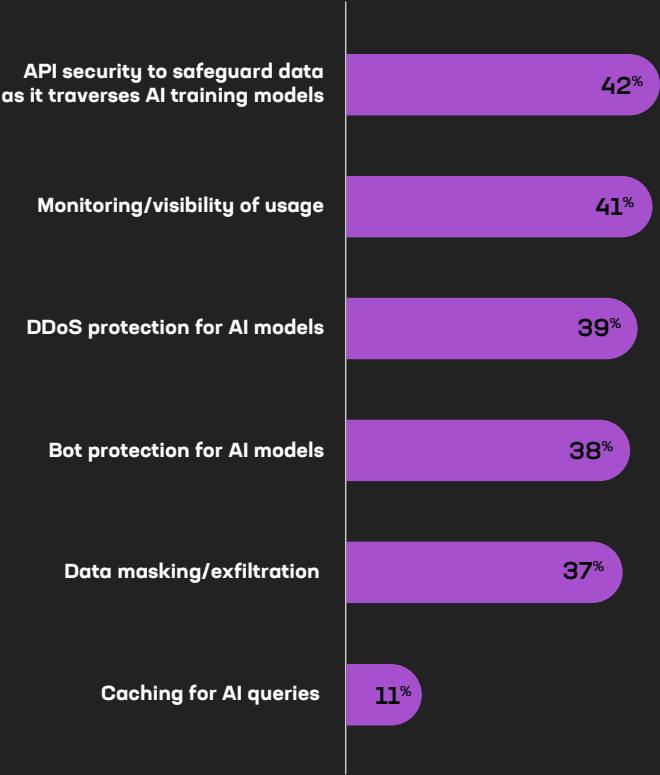 API security to safeguard data
as it traverses AI training models
42%
Monitoring/visibility of usage
41%
DDoS protection for AI models
39%
Bot protection for AI models
38%
Data masking/exfiltration
37%
Caching for AI queries
11%